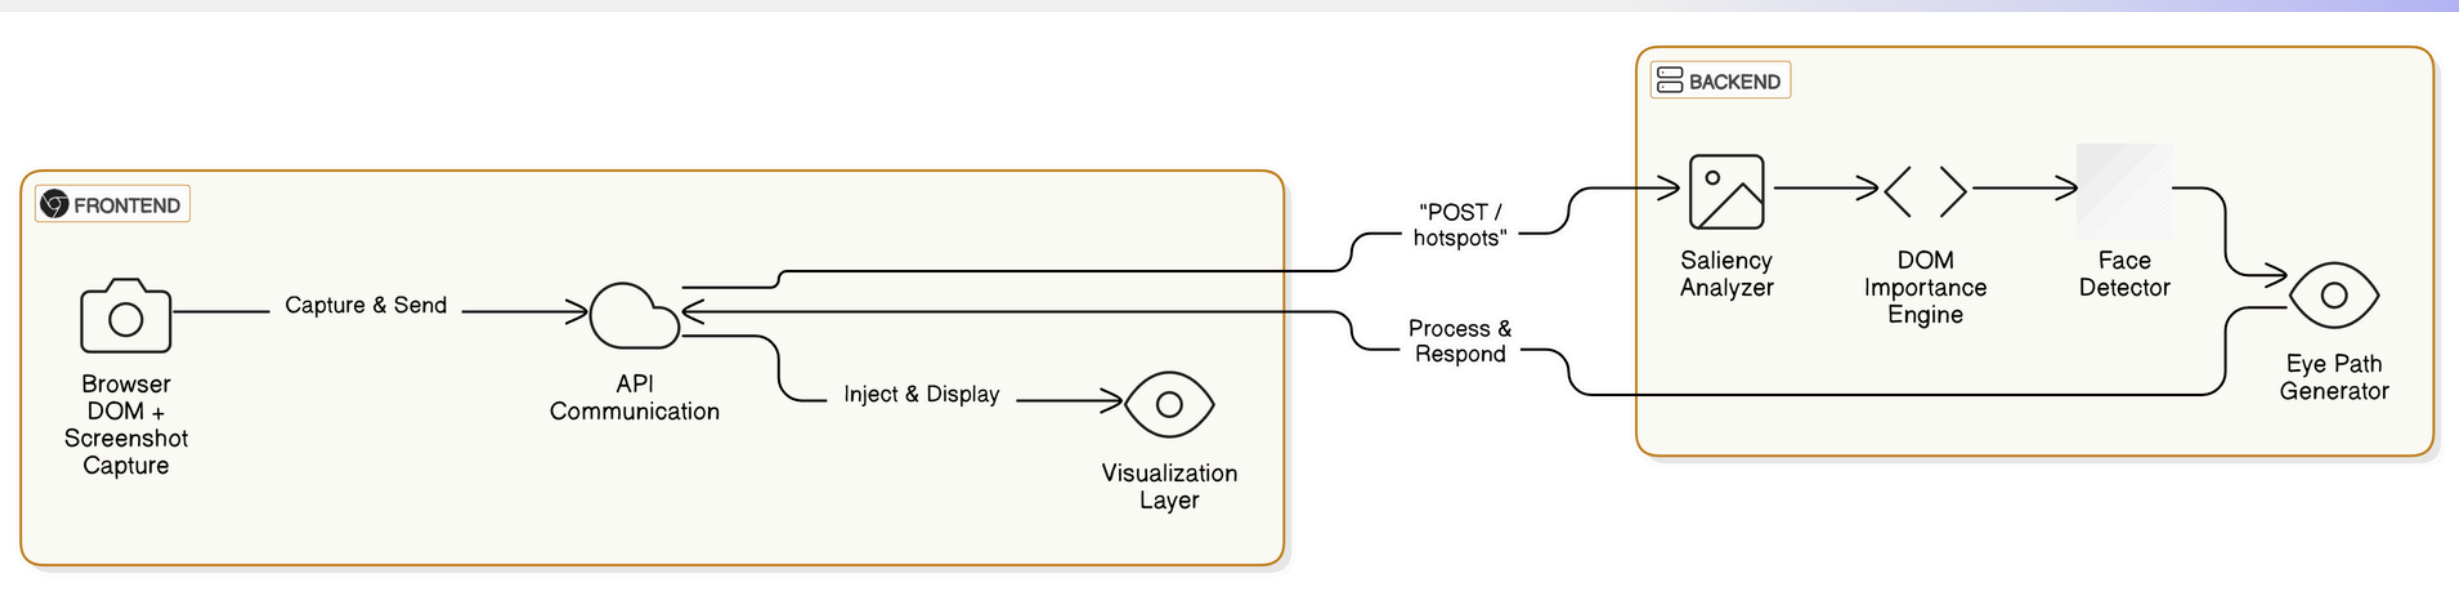 BACKEND
FRONTEND
"POST /
hotspots"
Saliency
Analyzer
DOM
Importance
Engine
Face
Detector
Capture & Send
Process &
Respond
Eye Path
Generator
Browser
DOM +
Screenshot
Capture
API
Communication
Inject & Display
Visualization
Layer